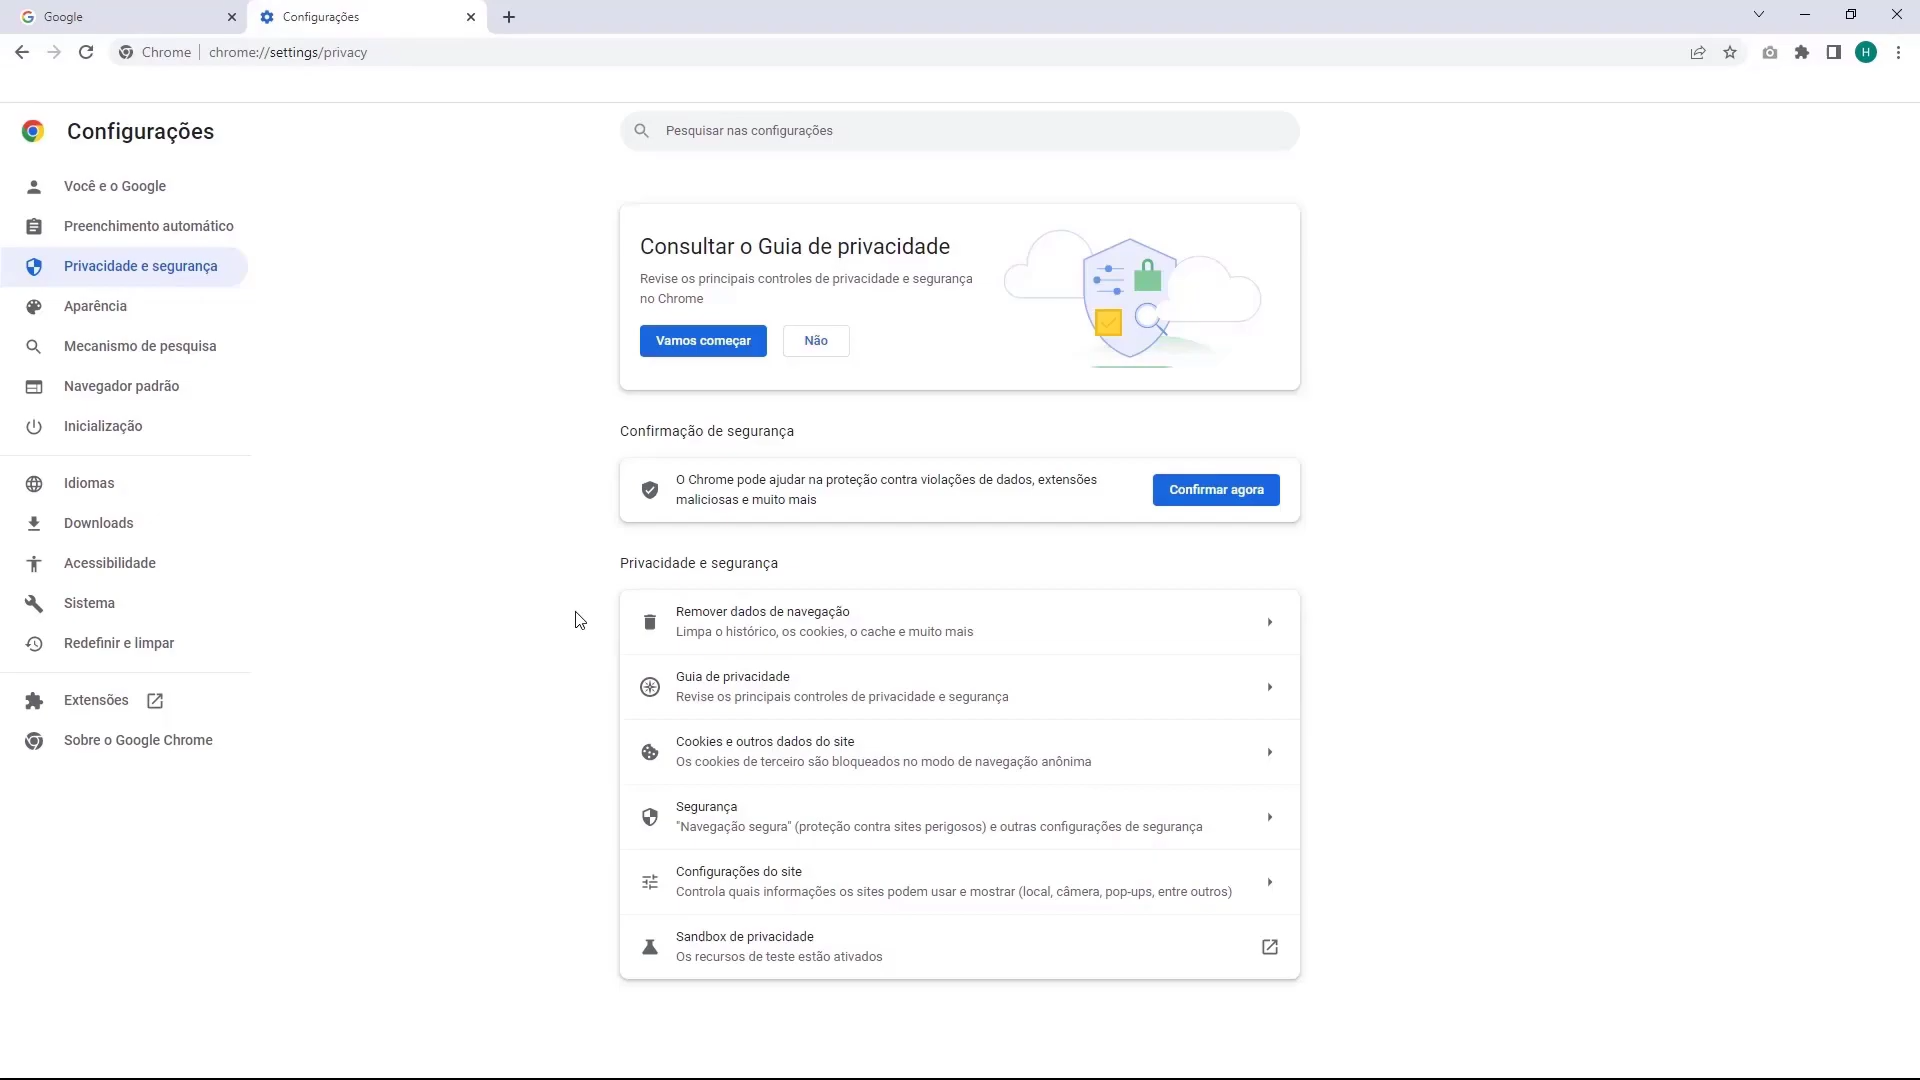 Google
Configurações
Chrome
chrome://settings/privacy
H
Configurações
Pesquisar nas configurações
Você e o Google
Preenchimento automático
Privacidade e segurança
Aparência
Mecanismo de pesquisa
Navegador padrão
Inicialização
Idiomas
Downloads
Acessibilidade
Sistema
Redefinir e limpar
Extensões
Sobre o Google Chrome
Consultar o Guia de privacidade
Revise os principais controles de privacidade e segurança
no Chrome
Vamos começar
Não
Confirmação de segurança
O Chrome pode ajudar na proteção contra violações de dados, extensões
maliciosas e muito mais
Confirmar agora
Privacidade e segurança
Remover dados de navegação
Limpa o histórico, os cookies, o cache e muito mais
Guia de privacidade
Revise os principais controles de privacidade e segurança
Cookies e outros dados do site
Os cookies de terceiro são bloqueados no modo de navegação anônima
Segurança
"Navegação segura" (proteção contra sites perigosos) e outras configurações de segurança
Configurações do site
Controla quais informações os sites podem usar e mostrar (local, câmera, pop-ups, entre outros)
Sandbox de privacidade
Os recursos de teste estão ativados